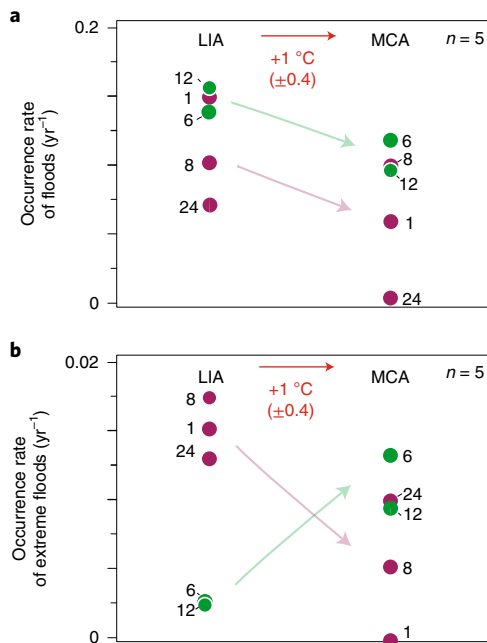 a
0.2
LIA
MCA
n = 5
+1 °C
(±0.4)
12
1
6
8
24
6
8
12
1
24
Occurrence rate
of floods (yr⁻¹)
0
b
0.02
LIA
MCA
n = 5
+1 °C
(±0.4)
8
1
24
6
12
6
24
12
8
1
Occurrence rate
of extreme floods (yr⁻¹)
0